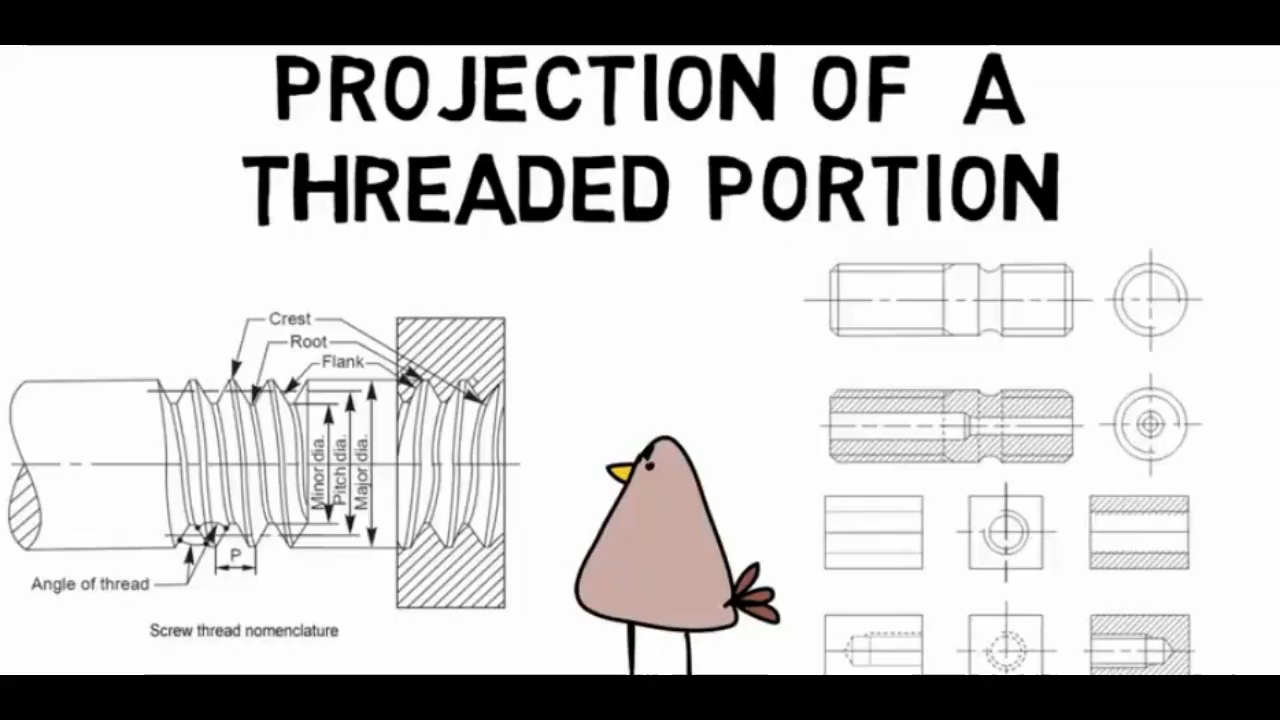 PROJECTION OF A
THREADED PORTION
Crest
Root
Flank
Minor dia.
Pitch dia.
Major dia.
P
Angle of thread
Screw thread nomenclature